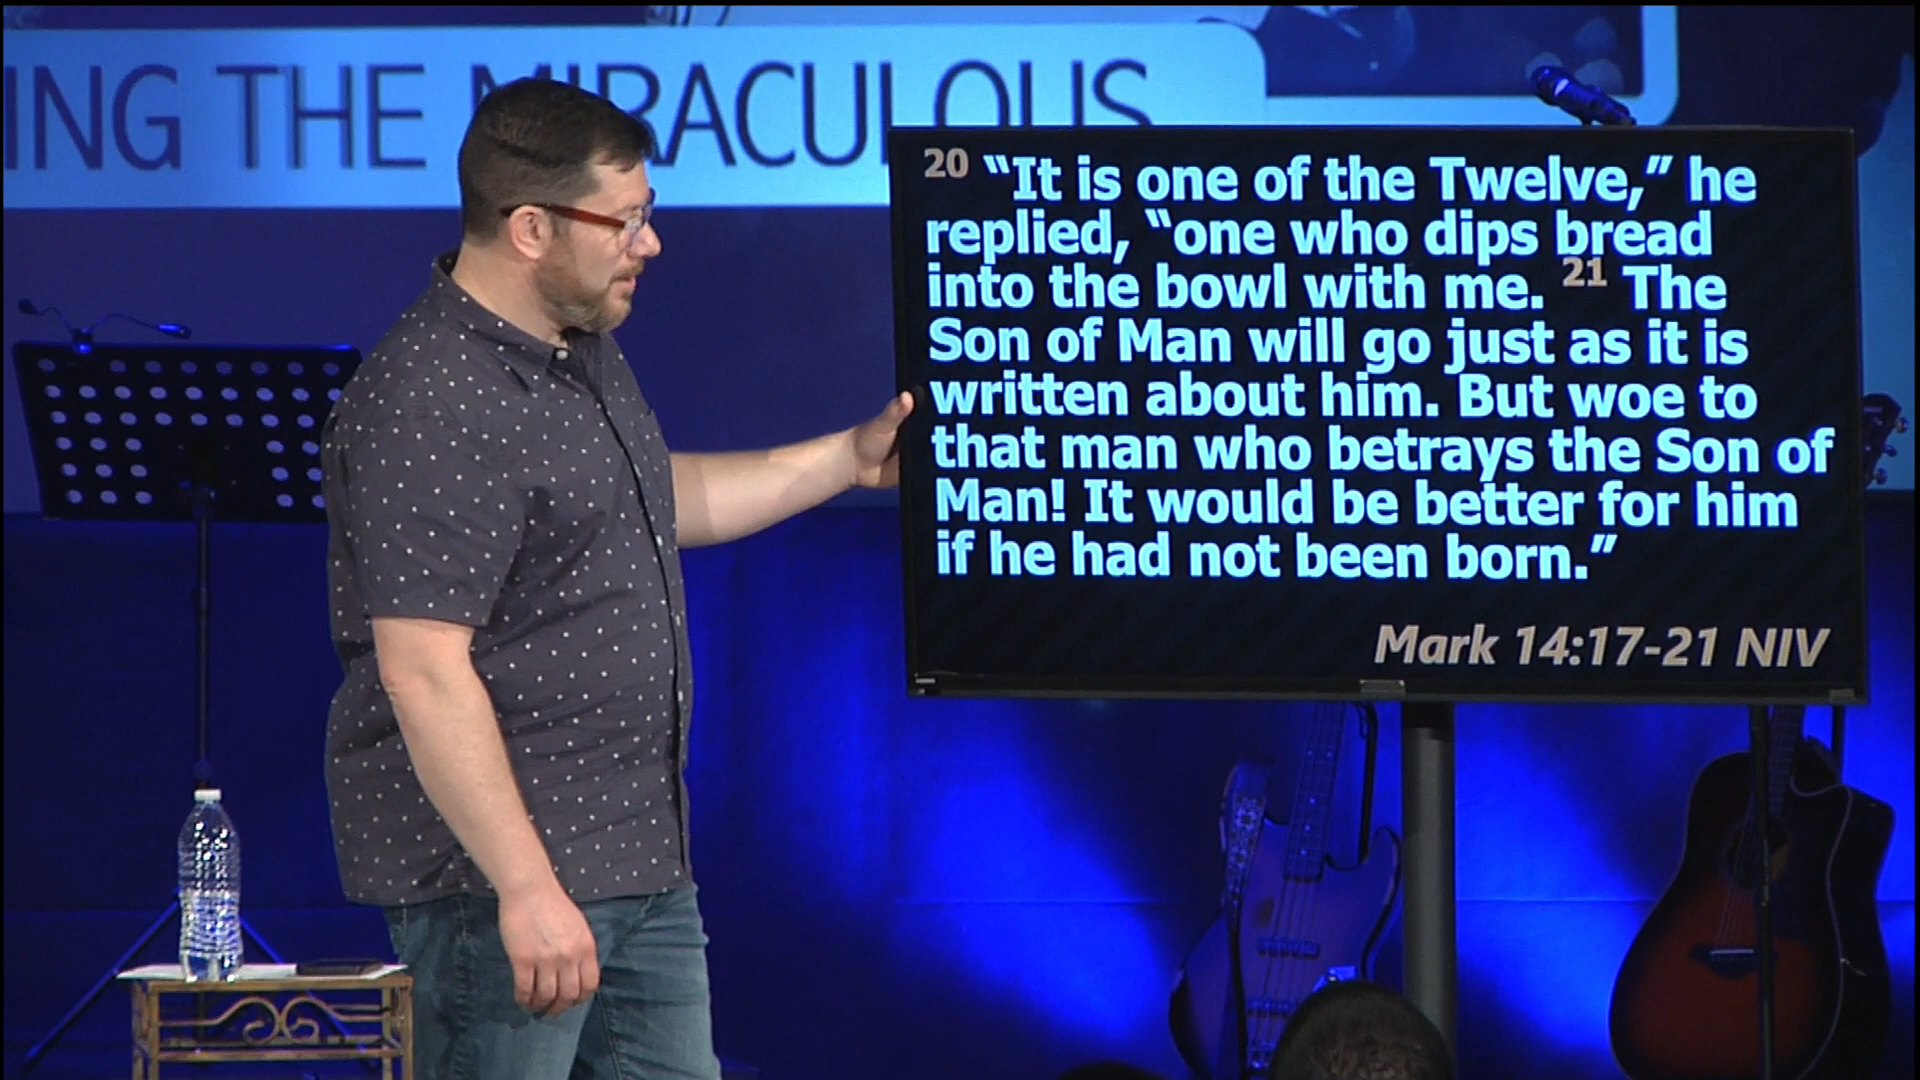 ING THE MIRACULOUS
20 “It is one of the Twelve,” he
replied, “one who dips bread
into the bowl with me. 21 The
Son of Man will go just as it is
written about him. But woe to
that man who betrays the Son of
Man! It would be better for him
if he had not been born.”
Mark 14:17-21 NIV